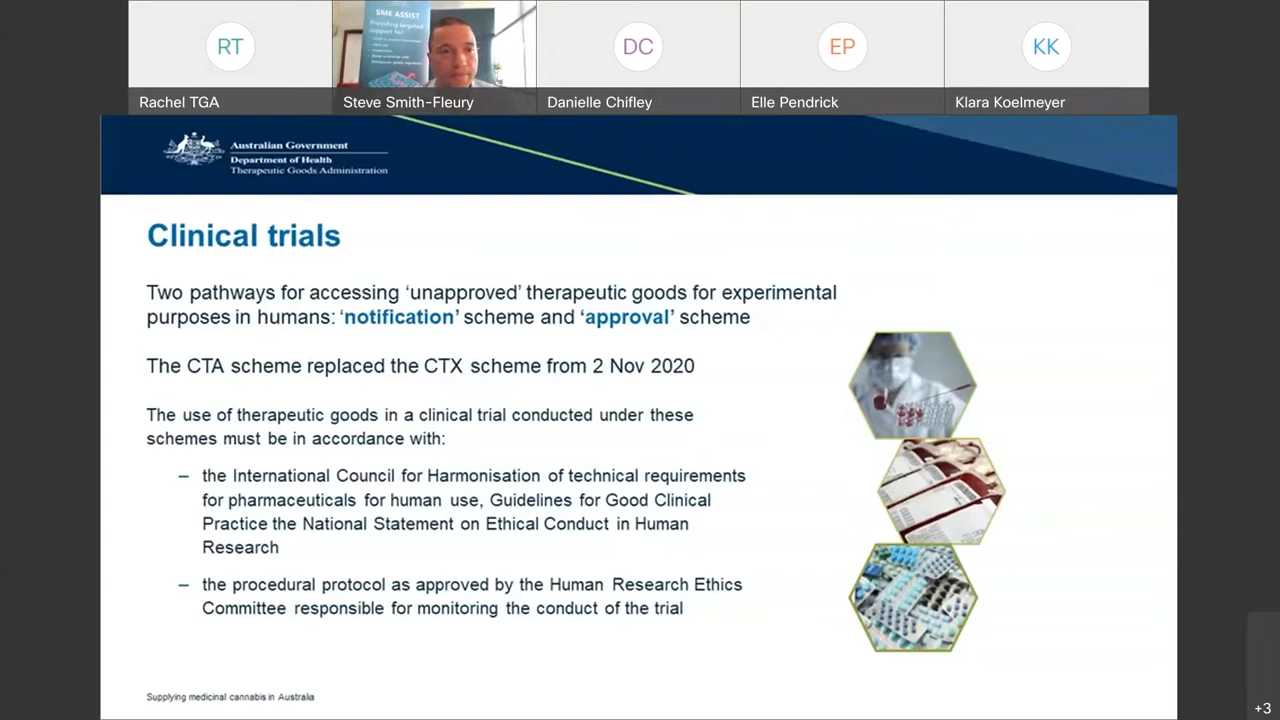 RT
SME ASSIST
Providing targeted
support for:
DC
EP
KK
Rachel TGA
Steve Smith-Fleury
Danielle Chifley
Elle Pendrick
Klara Koelmeyer
Australian Government
Department of Health
Therapeutic Goods Administration
Clinical trials
Two pathways for accessing ‘unapproved’ therapeutic goods for experimental
purposes in humans: ‘notification’ scheme and ‘approval’ scheme
The CTA scheme replaced the CTX scheme from 2 Nov 2020
The use of therapeutic goods in a clinical trial conducted under these
schemes must be in accordance with:
– the International Council for Harmonisation of technical requirements
for pharmaceuticals for human use, Guidelines for Good Clinical
Practice the National Statement on Ethical Conduct in Human
Research
– the procedural protocol as approved by the Human Research Ethics
Committee responsible for monitoring the conduct of the trial
Supplying medicinal cannabis in Australia
+3